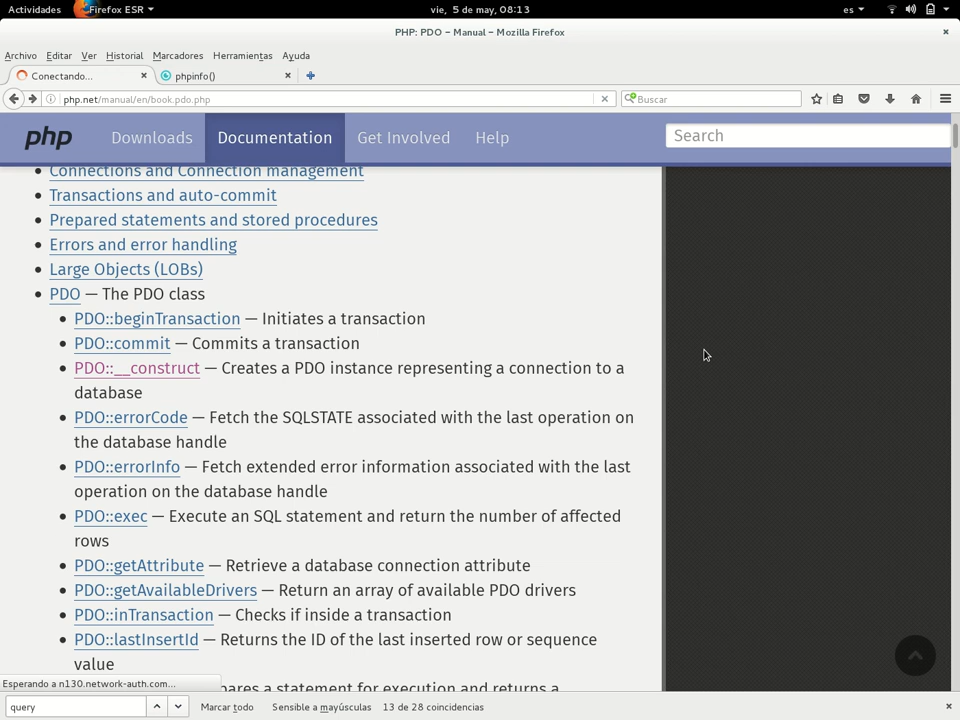 Actividades Firefox ESR vie, 5 de may, 08:13 es
PHP: PDO – Manual – Mozilla Firefox
Archivo Editar Ver Historial Marcadores Herramientas Ayuda
Conectando... phpinfo()
php.net/manual/en/book.pdo.php Buscar
php Downloads Documentation Get Involved Help Search
Connections and Connection management
Transactions and auto-commit
Prepared statements and stored procedures
Errors and error handling
Large Objects (LOBs)
PDO — The PDO class
PDO::beginTransaction — Initiates a transaction
PDO::commit — Commits a transaction
PDO::__construct — Creates a PDO instance representing a connection to a
database
PDO::errorCode — Fetch the SQLSTATE associated with the last operation on
the database handle
PDO::errorInfo — Fetch extended error information associated with the last
operation on the database handle
PDO::exec — Execute an SQL statement and return the number of affected
rows
PDO::getAttribute — Retrieve a database connection attribute
PDO::getAvailableDrivers — Return an array of available PDO drivers
PDO::inTransaction — Checks if inside a transaction
PDO::lastInsertId — Returns the ID of the last inserted row or sequence
value
Esperando a n130.network-auth.com... a statement for execution and returns a
query Marcar todo Sensible a mayúsculas 13 de 28 coincidencias